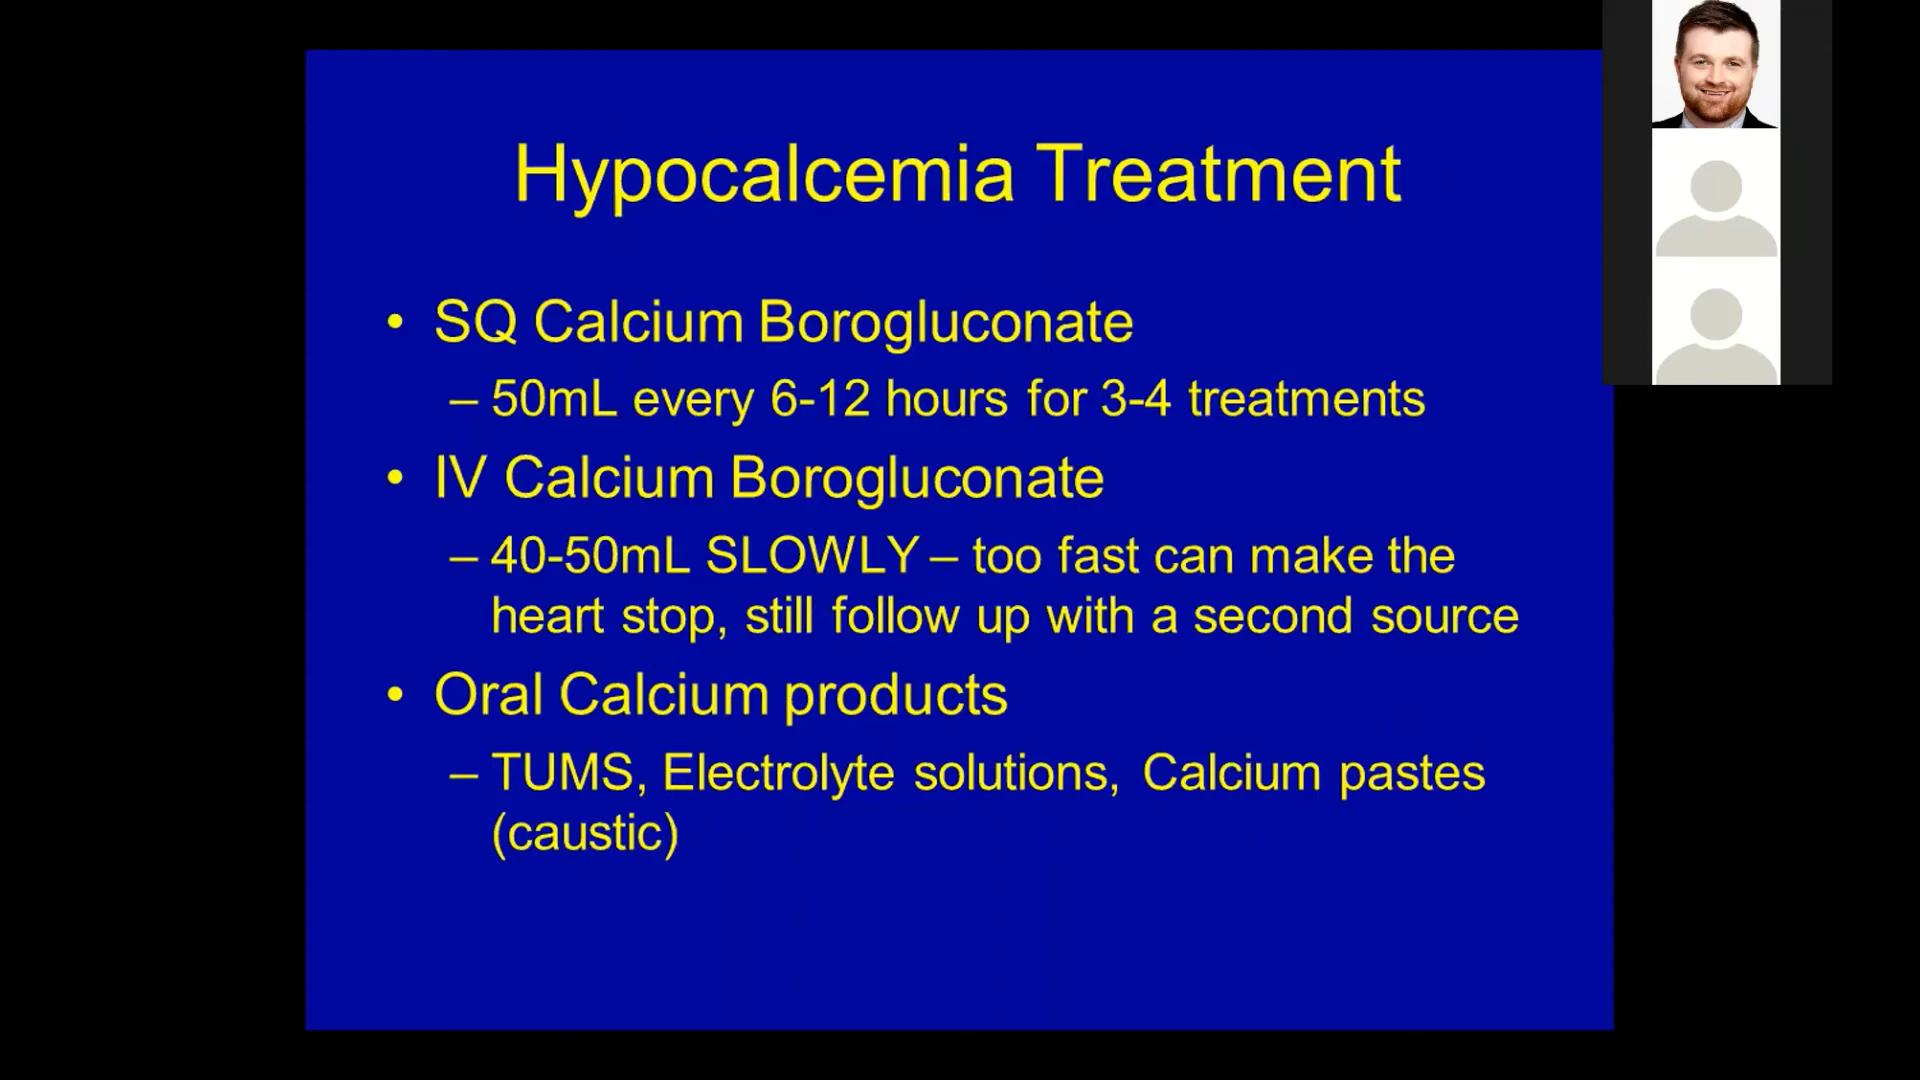 Hypocalcemia Treatment
• SQ Calcium Borogluconate
– 50mL every 6-12 hours for 3-4 treatments
• IV Calcium Borogluconate
– 40-50mL SLOWLY – too fast can make the
heart stop, still follow up with a second source
• Oral Calcium products
– TUMS, Electrolyte solutions, Calcium pastes
(caustic)